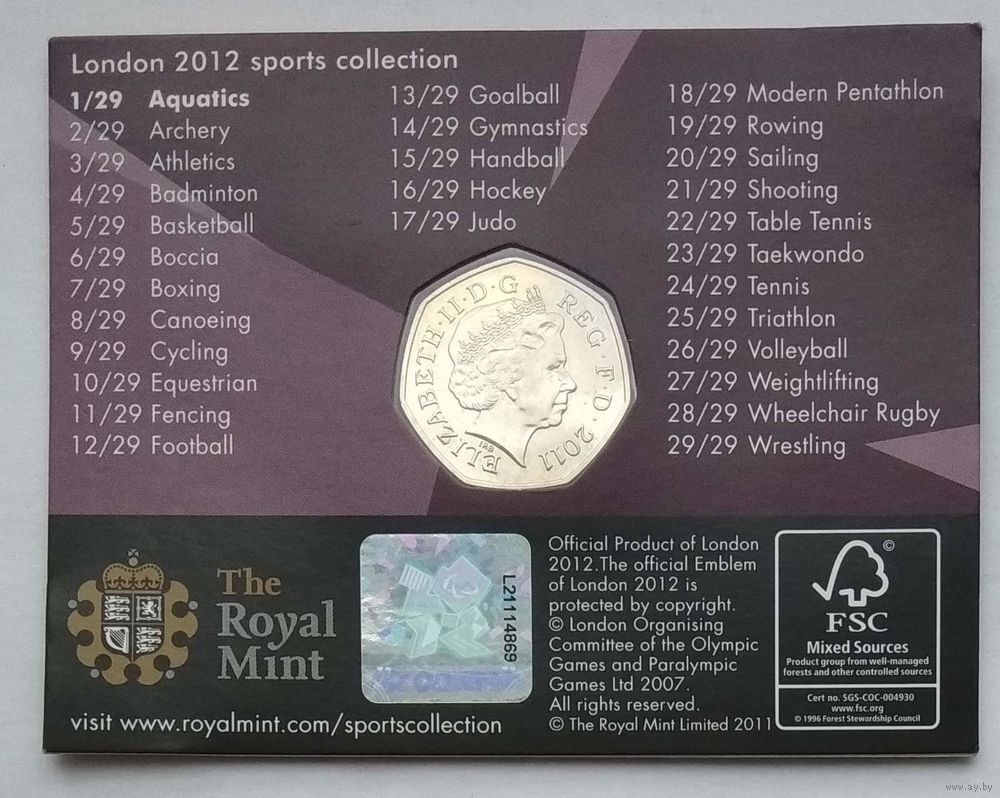 London 2012 sports collection
1/29 Aquatics
2/29 Archery
3/29 Athletics
4/29 Badminton
5/29 Basketball
6/29 Boccia
7/29 Boxing
8/29 Canoeing
9/29 Cycling
10/29 Equestrian
11/29 Fencing
12/29 Football
13/29 Goalball
14/29 Gymnastics
15/29 Handball
16/29 Hockey
17/29 Judo
18/29 Modern Pentathlon
19/29 Rowing
20/29 Sailing
21/29 Shooting
22/29 Table Tennis
23/29 Taekwondo
24/29 Tennis
25/29 Triathlon
26/29 Volleyball
27/29 Weightlifting
28/29 Wheelchair Rugby
29/29 Wrestling
ELIZABETH·II·D·G REG·F·D·2011
IRB
The
Royal
Mint
visit www.royalmint.com/sportscollection
L21114869
Official Product of London
2012.The official Emblem
of London 2012 is
protected by copyright.
© London Organising
Committee of the Olympic
Games and Paralympic
Games Ltd 2007.
All rights reserved.
© The Royal Mint Limited 2011
©
FSC
Mixed Sources
Product group from well-managed
forests and other controlled sources
Cert no. SGS-COC-004930
www.fsc.org
© 1996 Forest Stewardship Council
www.ay.by